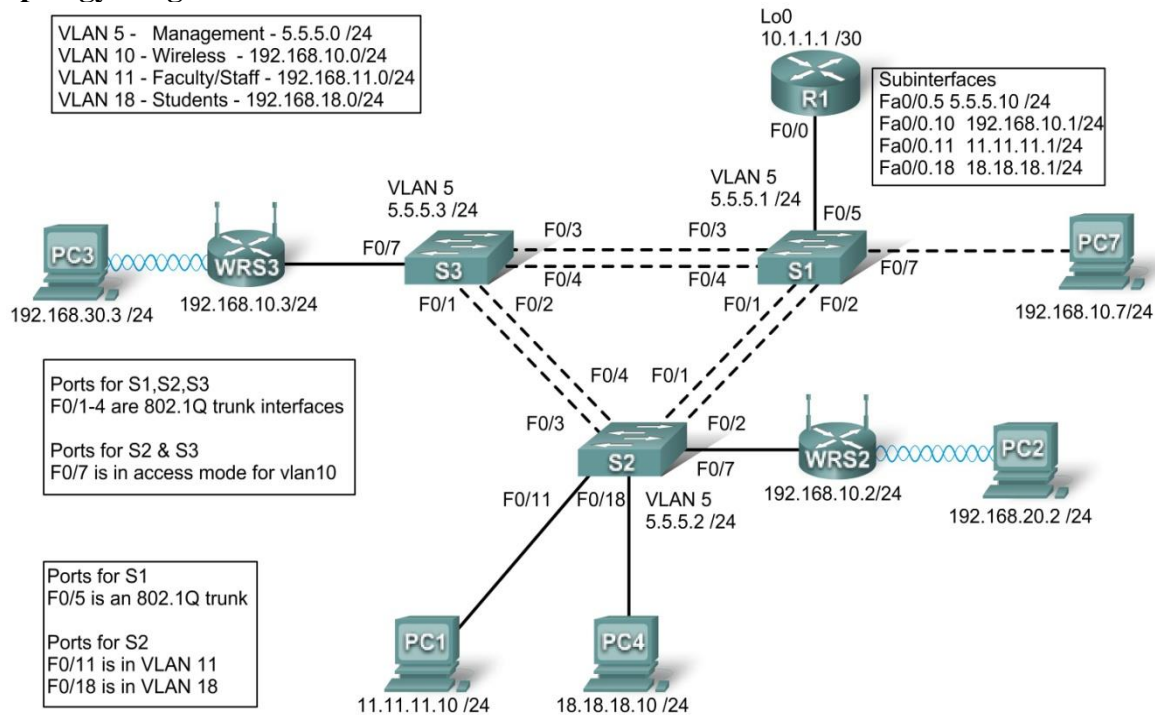 VLAN 5 - Management - 5.5.5.0 /24
VLAN 10 - Wireless - 192.168.10.0/24
VLAN 11 - Faculty/Staff - 192.168.11.0/24
VLAN 18 - Students - 192.168.18.0/24
Lo0
10.1.1.1 /30
R1
F0/0
Subinterfaces
Fa0/0.5 5.5.5.10 /24
Fa0/0.10 192.168.10.1/24
Fa0/0.11 11.11.11.1/24
Fa0/0.18 18.18.18.1/24
VLAN 5
5.5.5.3 /24
VLAN 5
5.5.5.1 /24
F0/5
PC3
192.168.30.3 /24
WRS3
192.168.10.3/24
F0/7
S3
F0/3
F0/4
F0/1
F0/2
F0/3
F0/4
S1
F0/7
F0/1
F0/2
PC7
192.168.10.7/24
Ports for S1,S2,S3
F0/1-4 are 802.1Q trunk interfaces
Ports for S2 & S3
F0/7 is in access mode for vlan10
F0/4
F0/1
F0/3
F0/2
S2
F0/7
F0/11
F0/18
VLAN 5
5.5.5.2 /24
WRS2
192.168.10.2/24
PC2
192.168.20.2 /24
Ports for S1
F0/5 is an 802.1Q trunk
Ports for S2
F0/11 is in VLAN 11
F0/18 is in VLAN 18
PC1
11.11.11.10 /24
PC4
18.18.18.10 /24